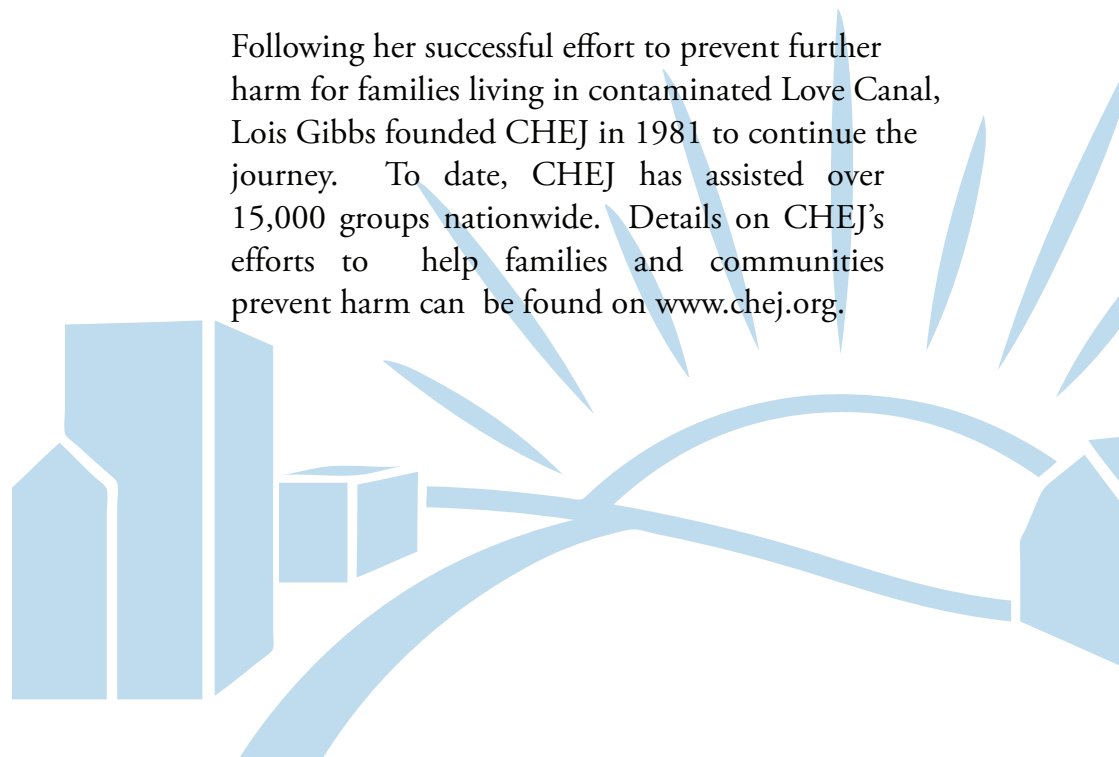 Following her successful effort to prevent further
harm for families living in contaminated Love Canal,
Lois Gibbs founded CHEJ in 1981 to continue the
journey. To date, CHEJ has assisted over
15,000 groups nationwide. Details on CHEJ’s
efforts to help families and communities
prevent harm can be found on www.chej.org.